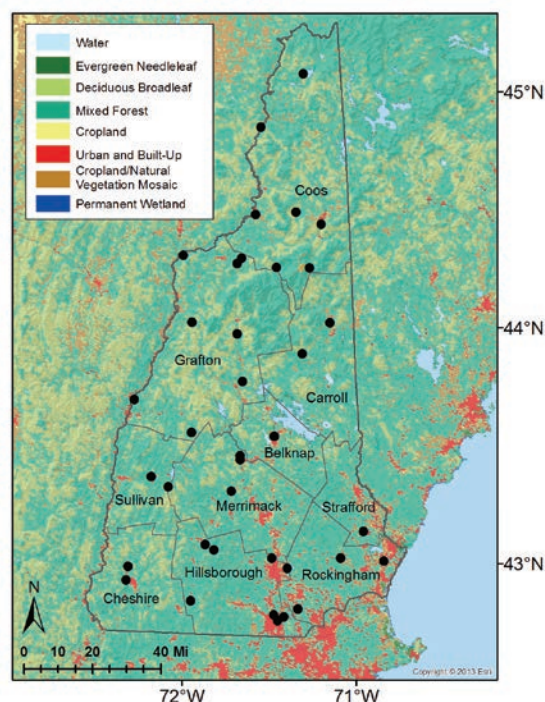 Water
Evergreen Needleleaf
Deciduous Broadleaf
Mixed Forest
Cropland
Urban and Built-Up
Cropland/Natural
Vegetation Mosaic
Permanent Wetland
45°N
Coos
44°N
Grafton
Carroll
Belknap
Sullivan
Merrimack
Strafford
43°N
Hillsborough
Rockingham
Cheshire
N
0 10 20 40 Mi
Copyright © 2013 Esri
72°W 71°W